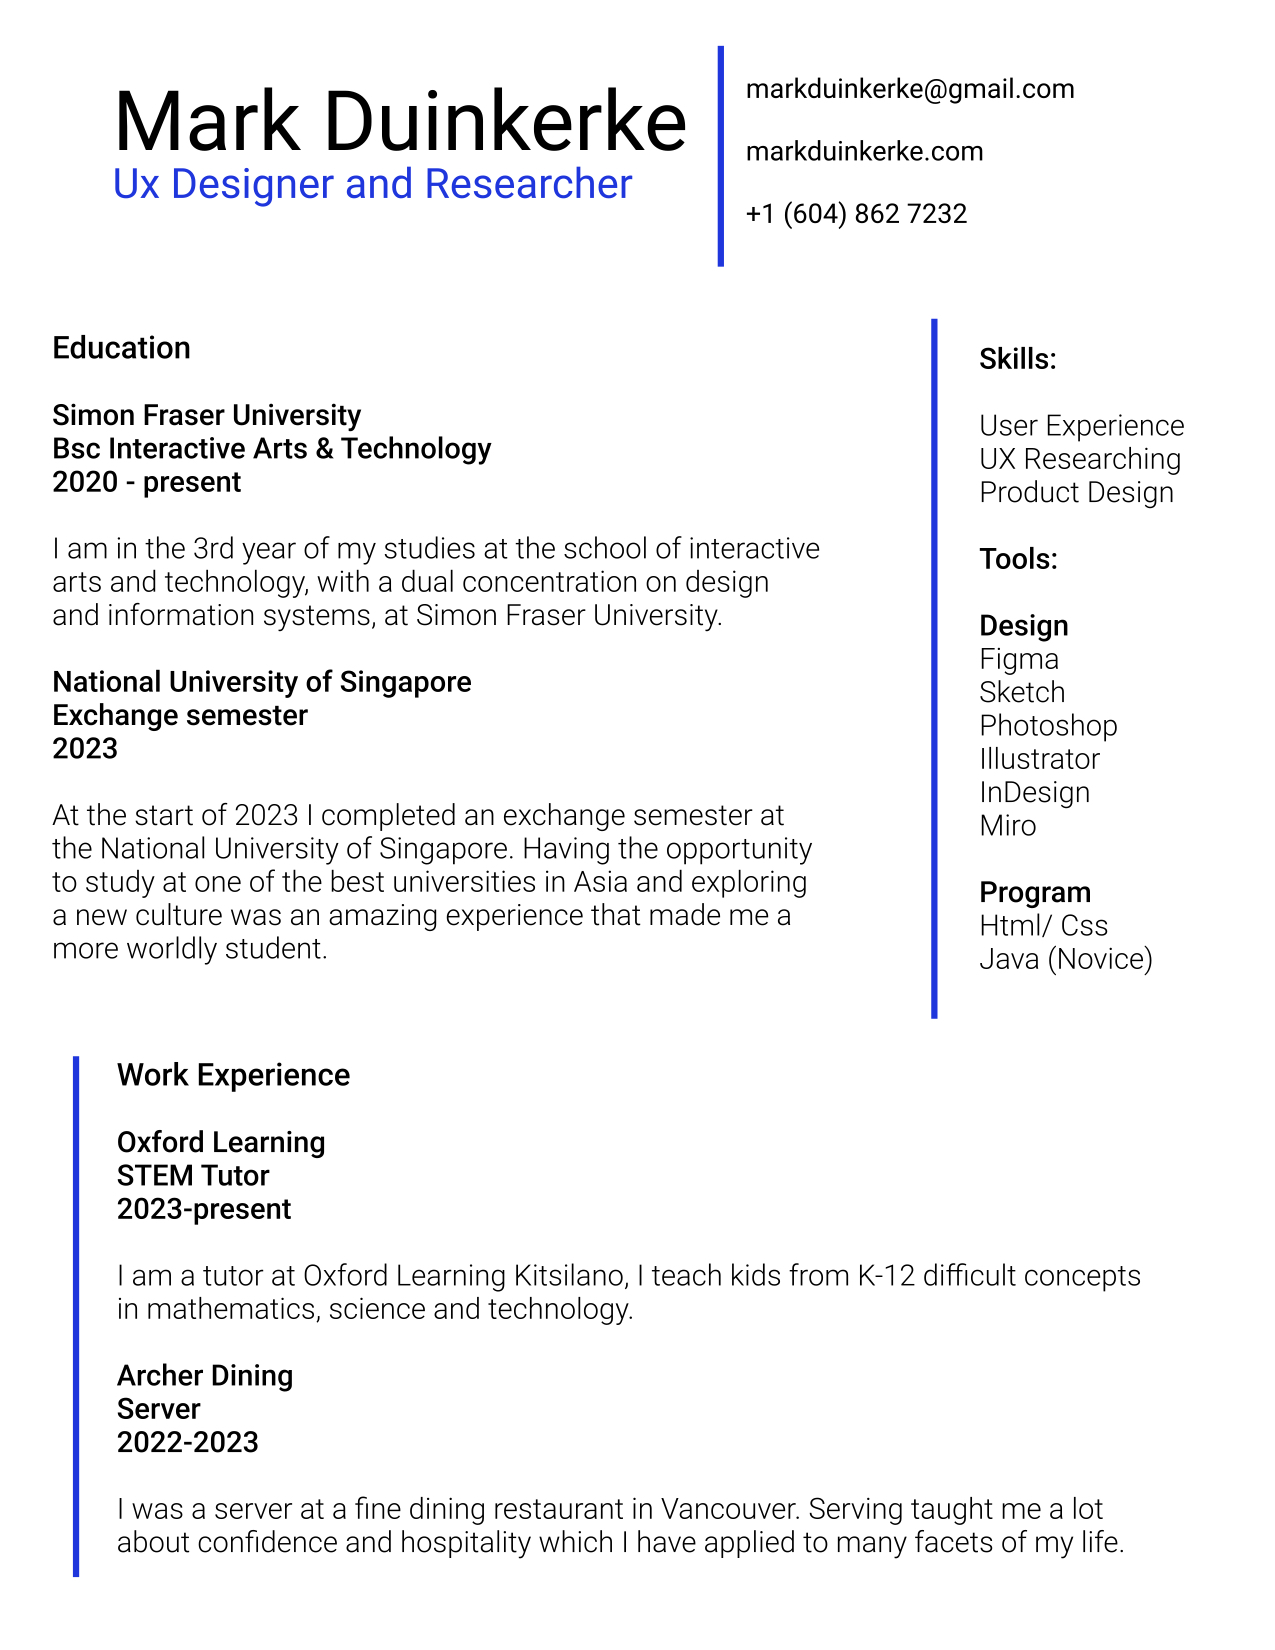 Mark Duinkerke
Ux Designer and Researcher
markduinkerke@gmail.com
markduinkerke.com
+1 (604) 862 7232
Education
Simon Fraser University
Bsc Interactive Arts & Technology
2020 - present
I am in the 3rd year of my studies at the school of interactive
arts and technology, with a dual concentration on design
and information systems, at Simon Fraser University.
National University of Singapore
Exchange semester
2023
At the start of 2023 I completed an exchange semester at
the National University of Singapore. Having the opportunity
to study at one of the best universities in Asia and exploring
a new culture was an amazing experience that made me a
more worldly student.
Skills:
User Experience
UX Researching
Product Design
Tools:
Design
Figma
Sketch
Photoshop
Illustrator
InDesign
Miro
Program
Html/ Css
Java (Novice)
Work Experience
Oxford Learning
STEM Tutor
2023-present
I am a tutor at Oxford Learning Kitsilano, I teach kids from K-12 difficult concepts
in mathematics, science and technology.
Archer Dining
Server
2022-2023
I was a server at a fine dining restaurant in Vancouver. Serving taught me a lot
about confidence and hospitality which I have applied to many facets of my life.